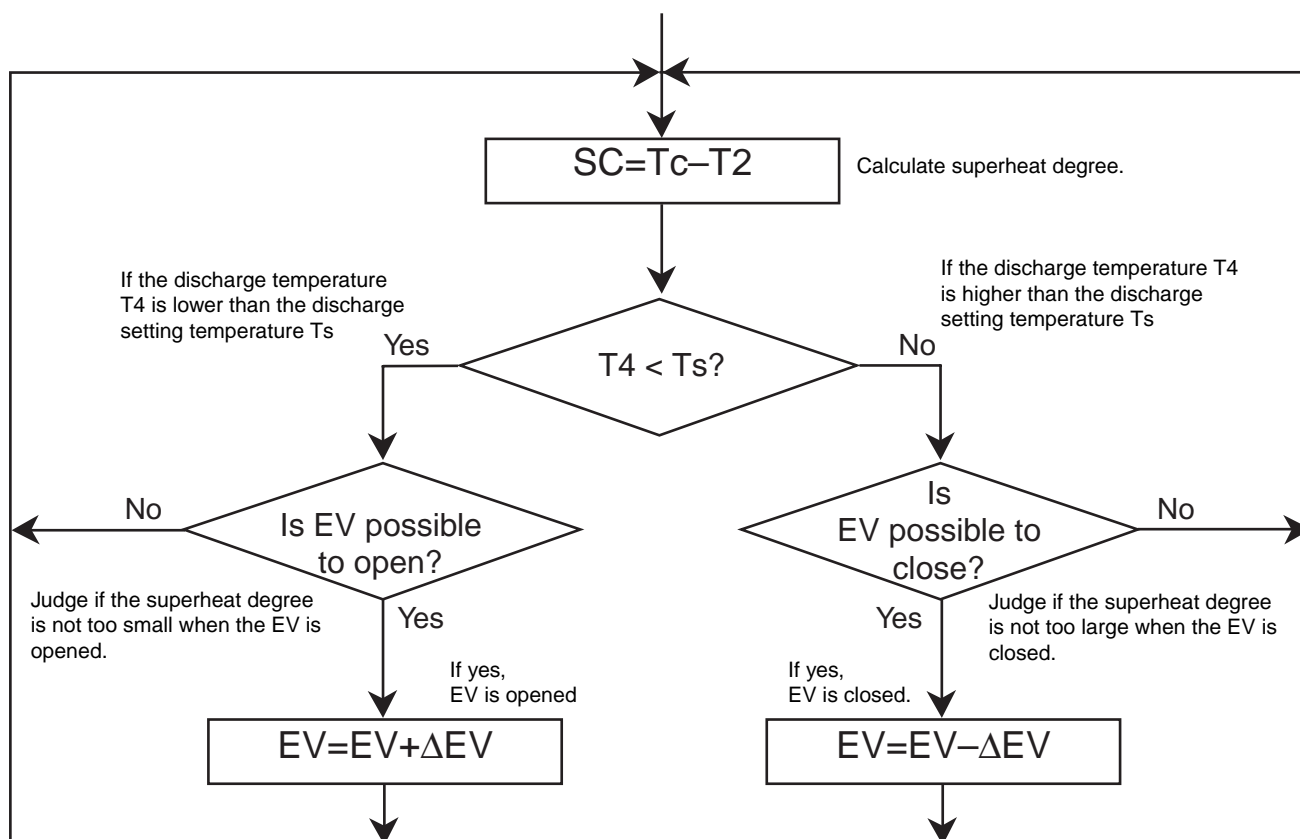 SC=Tc–T2
Calculate superheat degree.
If the discharge temperature
T4 is lower than the discharge
setting temperature Ts
If the discharge temperature T4
is higher than the discharge
setting temperature Ts
Yes
T4 < Ts?
No
No
Is EV possible
to open?
Is
EV possible to
close?
No
Judge if the superheat degree
is not too small when the EV is
opened.
Yes
Yes
Judge if the superheat degree
is not too large when the EV is
closed.
If yes,
EV is opened
If yes,
EV is closed.
EV=EV+ΔEV
EV=EV–ΔEV